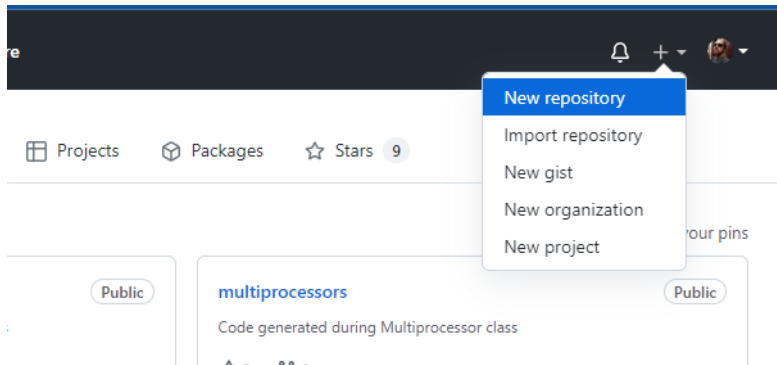 re
New repository
Import repository
New gist
New organization
New project
Projects
Packages
Stars 9
your pins
Public
multiprocessors
Public
Code generated during Multiprocessor class